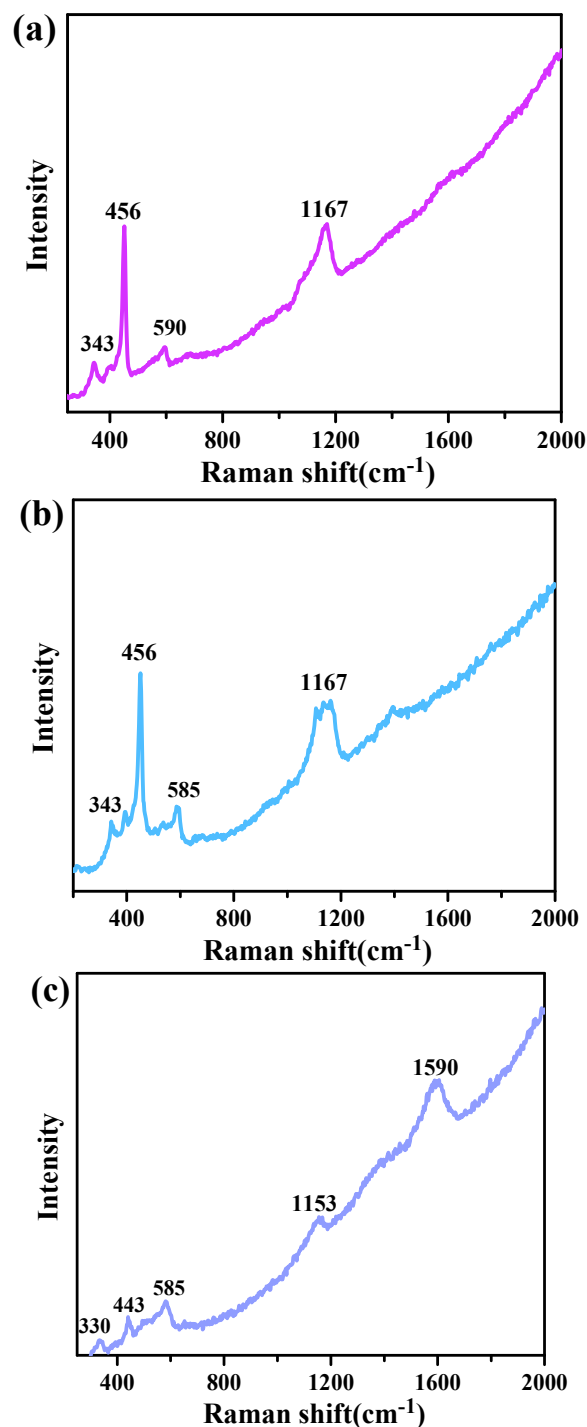 (a)
Intensity
456
1167
343
590
400 800 1200 1600 2000
Raman shift(cm⁻¹)
(b)
Intensity
456
1167
343
585
400 800 1200 1600 2000
Raman shift(cm⁻¹)
(c)
Intensity
1590
1153
585
443
330
400 800 1200 1600 2000
Raman shift(cm⁻¹)